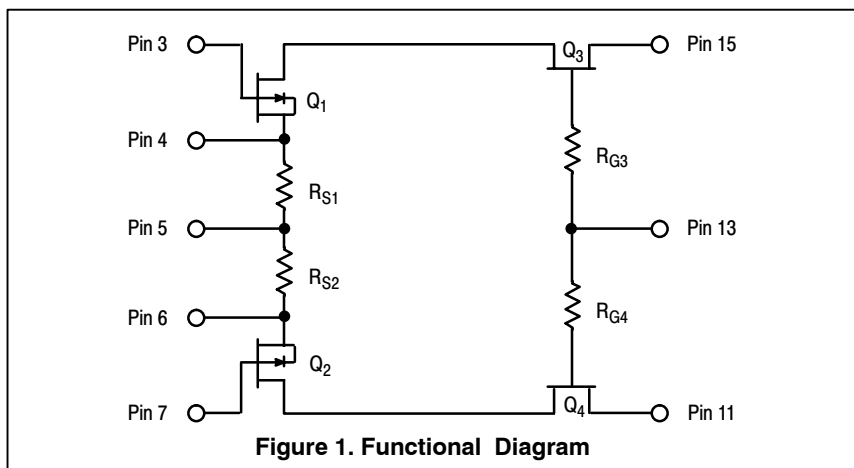 Pin 3
Q3
Pin 15
Q1
Pin 4
RG3
RS1
Pin 5
Pin 13
RS2
RG4
Pin 6
Q2
Pin 7
Q4
Pin 11
Figure 1. Functional Diagram